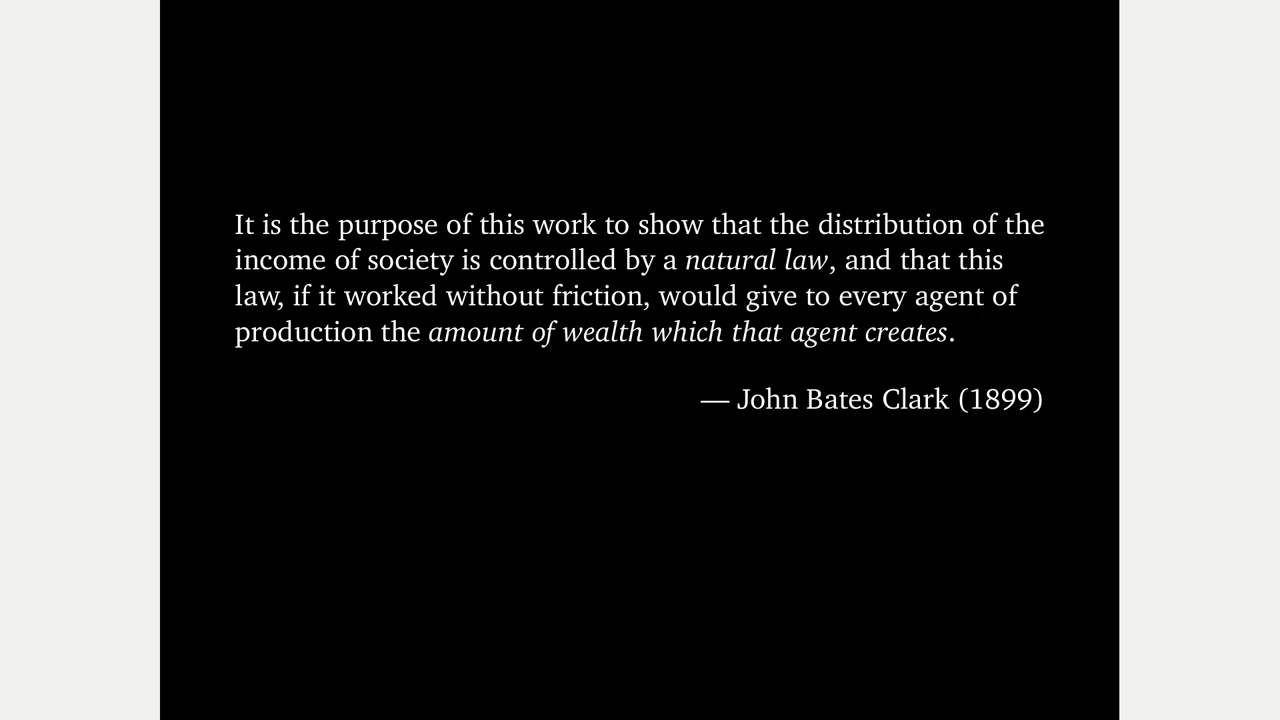 It is the purpose of this work to show that the distribution of the
income of society is controlled by a natural law, and that this
law, if it worked without friction, would give to every agent of
production the amount of wealth which that agent creates.
— John Bates Clark (1899)